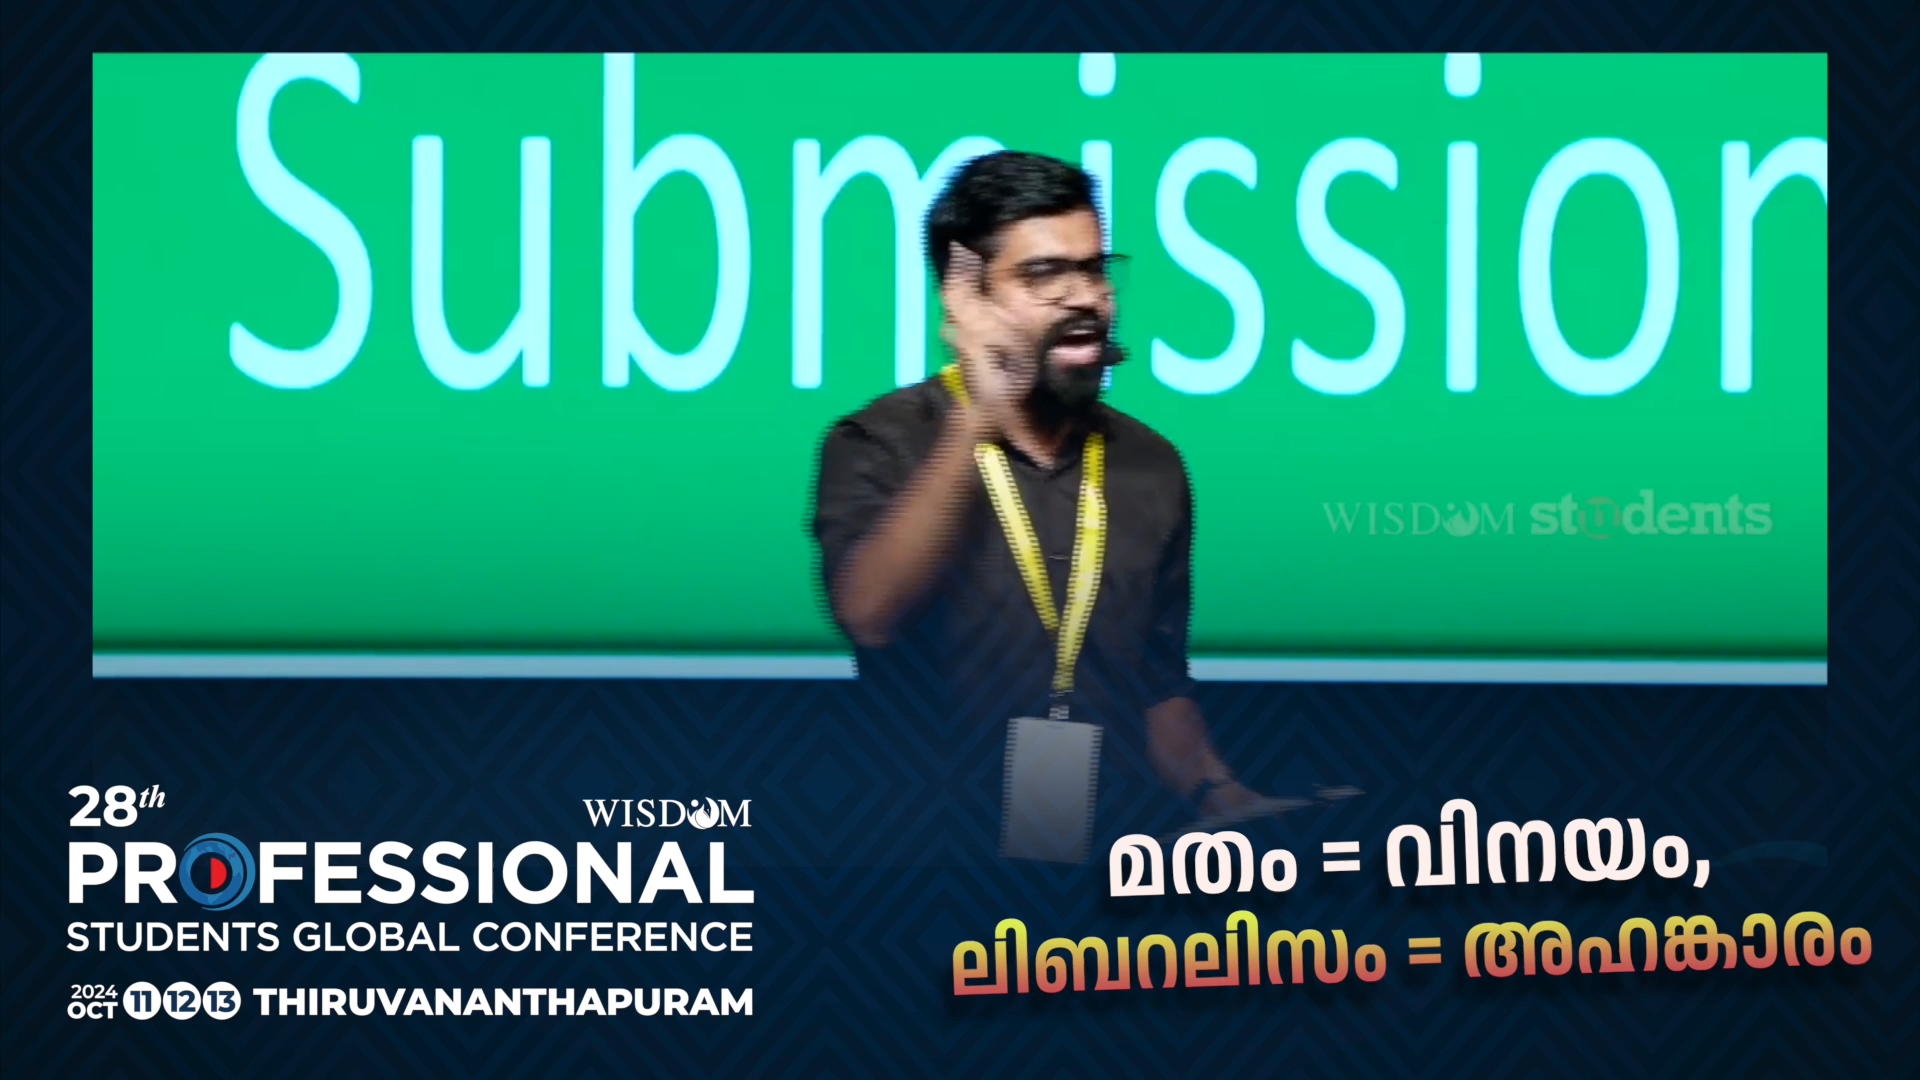 Submission
WISDOM students
28th
WISDOM
PROFESSIONAL
STUDENTS GLOBAL CONFERENCE
2024 OCT 11 12 13 THIRUVANANTHAPURAM
മതം = വിനയം,
ലിബറലിസം = അഹങ്കാരം